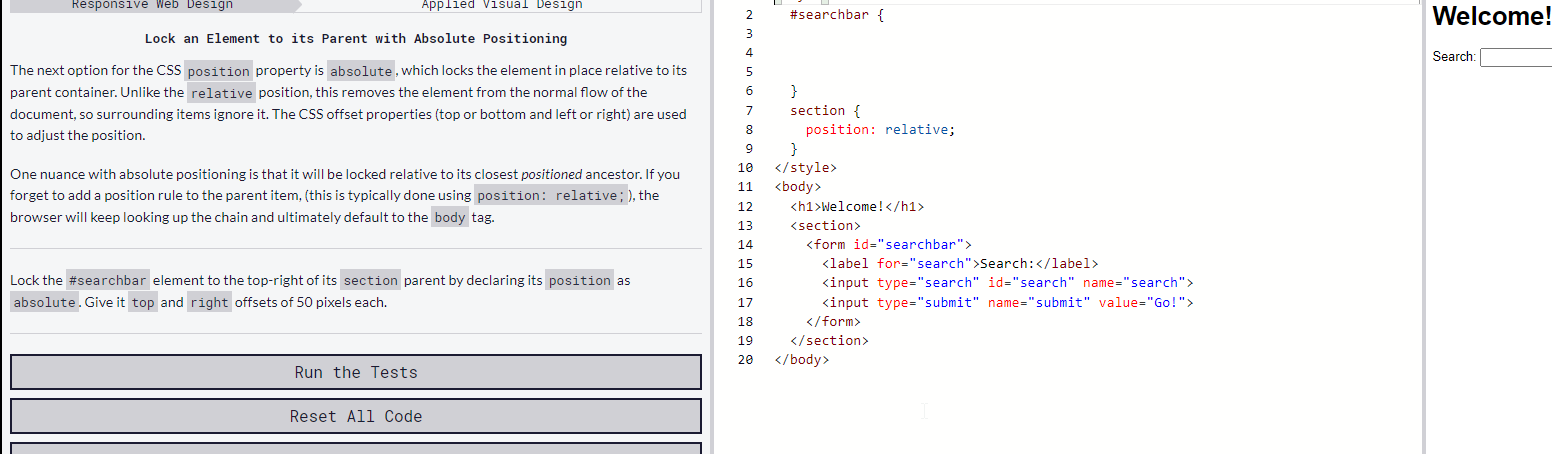 Responsive Web Design
Applied Visual Design
Lock an Element to its Parent with Absolute Positioning
The next option for the CSS position property is absolute, which locks the element in place relative to its
parent container. Unlike the relative position, this removes the element from the normal flow of the
document, so surrounding items ignore it. The CSS offset properties (top or bottom and left or right) are used
to adjust the position.
One nuance with absolute positioning is that it will be locked relative to its closest positioned ancestor. If you
forget to add a position rule to the parent item, (this is typically done using position: relative;), the
browser will keep looking up the chain and ultimately default to the body tag.
Lock the #searchbar element to the top-right of its section parent by declaring its position as
absolute. Give it top and right offsets of 50 pixels each.
Run the Tests
Reset All Code
2 #searchbar {
3
4
5
6 }
7 section {
8 position: relative;
9 }
10 </style>
11 <body>
12 <h1>Welcome!</h1>
13 <section>
14 <form id="searchbar">
15 <label for="search">Search:</label>
16 <input type="search" id="search" name="search">
17 <input type="submit" name="submit" value="Go!">
18 </form>
19 </section>
20 </body>
Welcome!
Search: